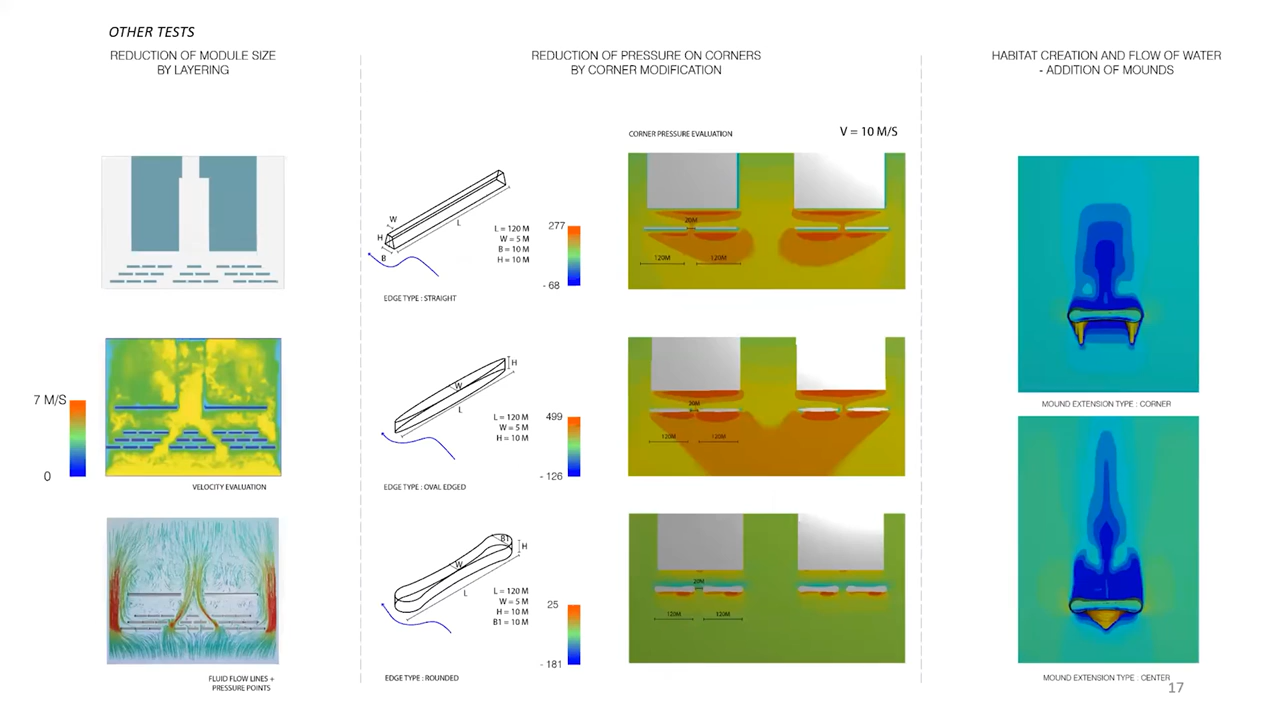 OTHER TESTS
REDUCTION OF MODULE SIZE
BY LAYERING
7 M/S
0
VELOCITY EVALUATION
FLUID FLOW LINES +
PRESSURE POINTS
REDUCTION OF PRESSURE ON CORNERS
BY CORNER MODIFICATION
CORNER PRESSURE EVALUATION
V = 10 M/S
W
H
B
L
L = 120 M
W = 5 M
B = 10 M
H = 10 M
277
- 68
EDGE TYPE : STRAIGHT
20M
120M
120M
H
W
L
L = 120 M
W = 5 M
H = 10 M
499
- 126
EDGE TYPE : OVAL EDGED
20M
120M
120M
B1
H
W
L
L = 120 M
W = 5 M
H = 10 M
B1 = 10 M
25
- 181
EDGE TYPE : ROUNDED
20M
120M
120M
HABITAT CREATION AND FLOW OF WATER
- ADDITION OF MOUNDS
MOUND EXTENSION TYPE : CORNER
MOUND EXTENSION TYPE : CENTER
17